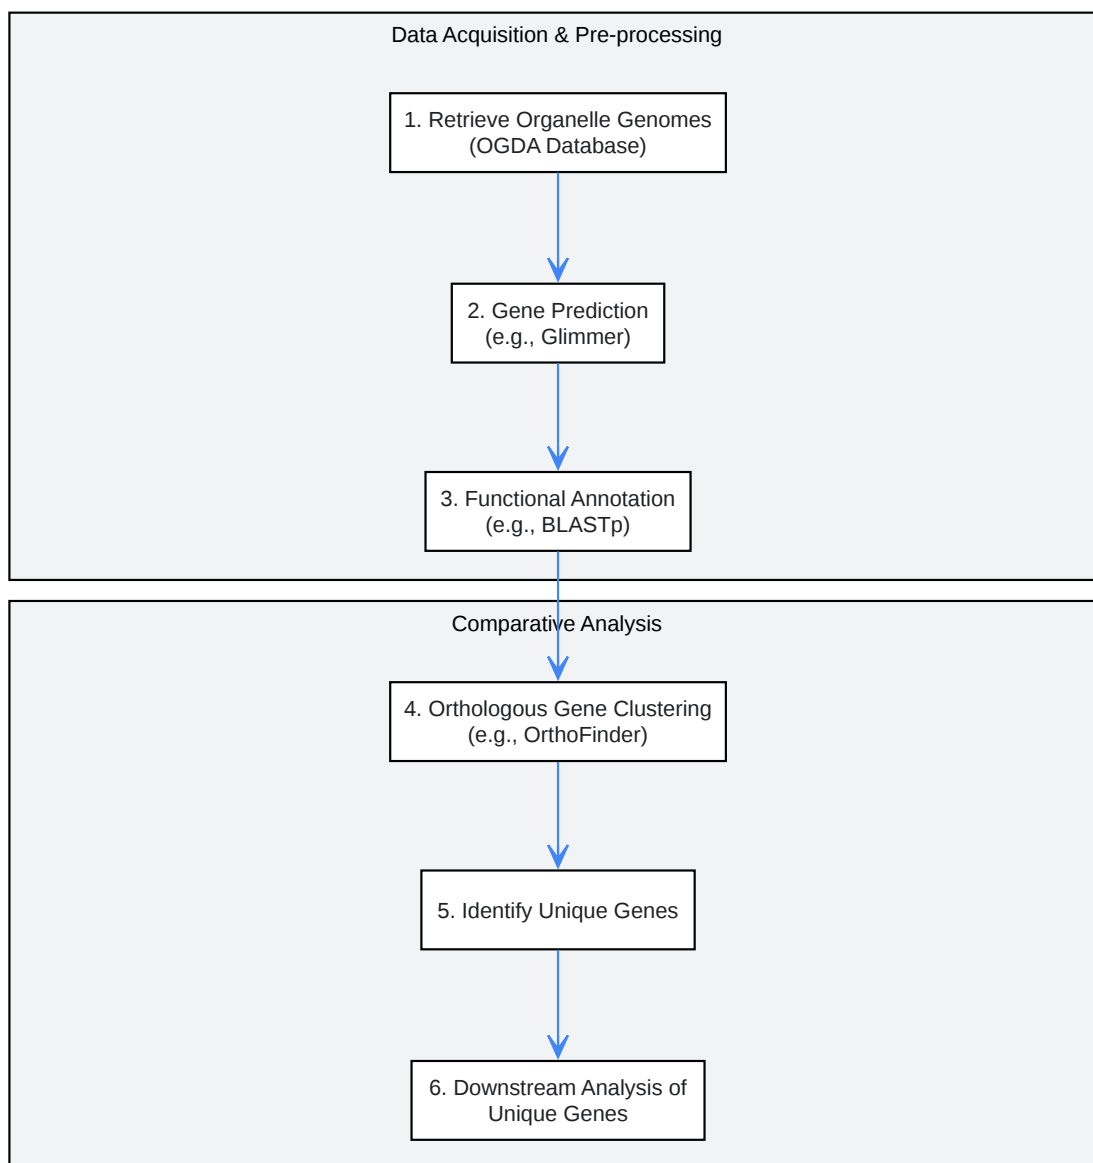 Data Acquisition & Pre-processing
1. Retrieve Organelle Genomes
(OGDA Database)
2. Gene Prediction
(e.g., Glimmer)
3. Functional Annotation
(e.g., BLASTp)
Comparative Analysis
4. Orthologous Gene Clustering
(e.g., OrthoFinder)
5. Identify Unique Genes
6. Downstream Analysis of
Unique Genes